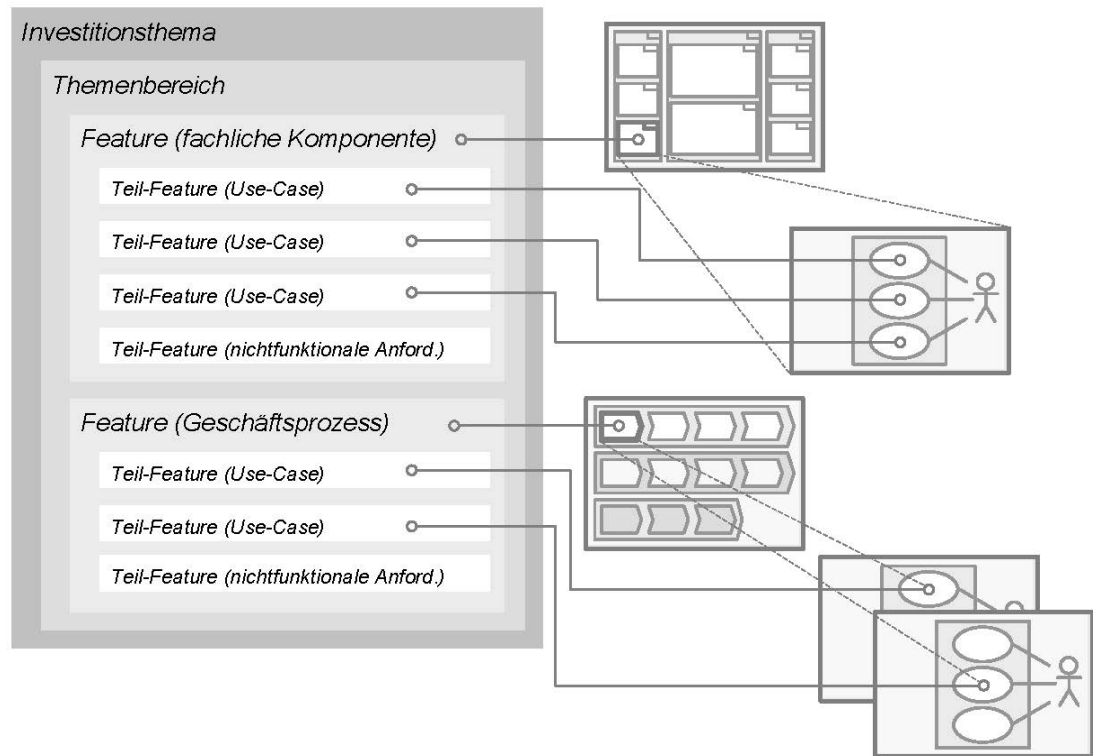 Investitionsthema
Themenbereich
Feature (fachliche Komponente)
Teil-Feature (Use-Case)
Teil-Feature (Use-Case)
Teil-Feature (Use-Case)
Teil-Feature (nichtfunktionale Anford.)
Feature (Geschäftsprozess)
Teil-Feature (Use-Case)
Teil-Feature (Use-Case)
Teil-Feature (nichtfunktionale Anford.)